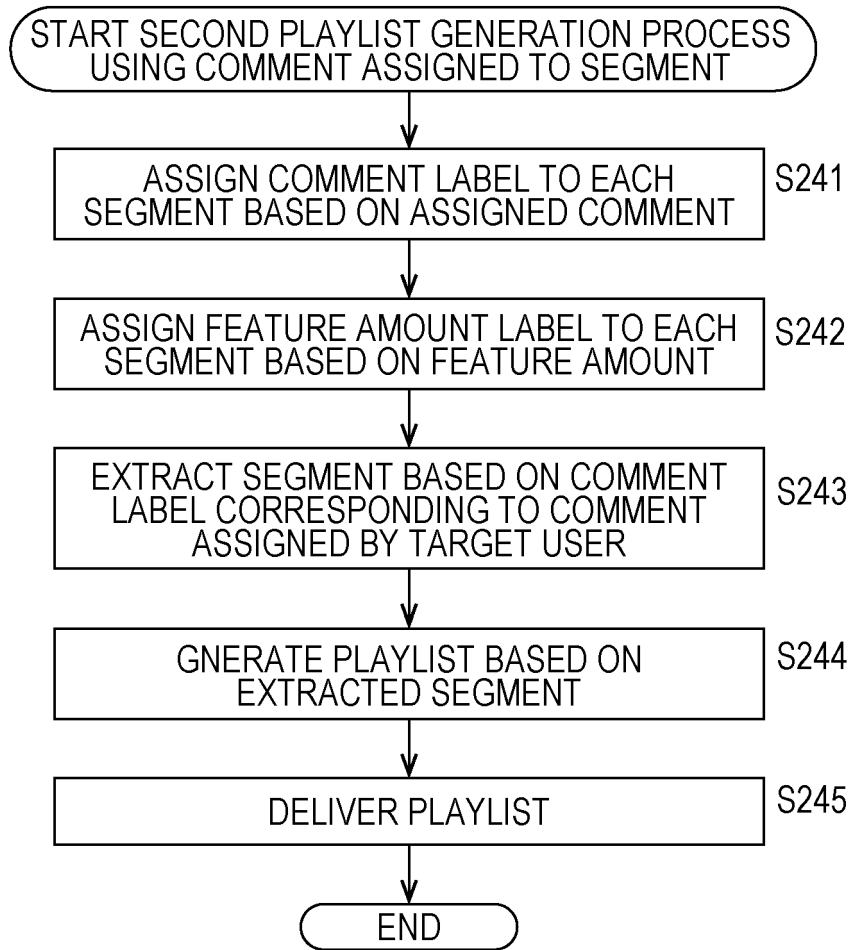 START SECOND PLAYLIST GENERATION PROCESS
USING COMMENT ASSIGNED TO SEGMENT
ASSIGN COMMENT LABEL TO EACH
SEGMENT BASED ON ASSIGNED COMMENT
S241
ASSIGN FEATURE AMOUNT LABEL TO EACH
SEGMENT BASED ON FEATURE AMOUNT
S242
EXTRACT SEGMENT BASED ON COMMENT
LABEL CORRESPONDING TO COMMENT
ASSIGNED BY TARGET USER
S243
GNERATE PLAYLIST BASED ON
EXTRACTED SEGMENT
S244
DELIVER PLAYLIST
S245
END